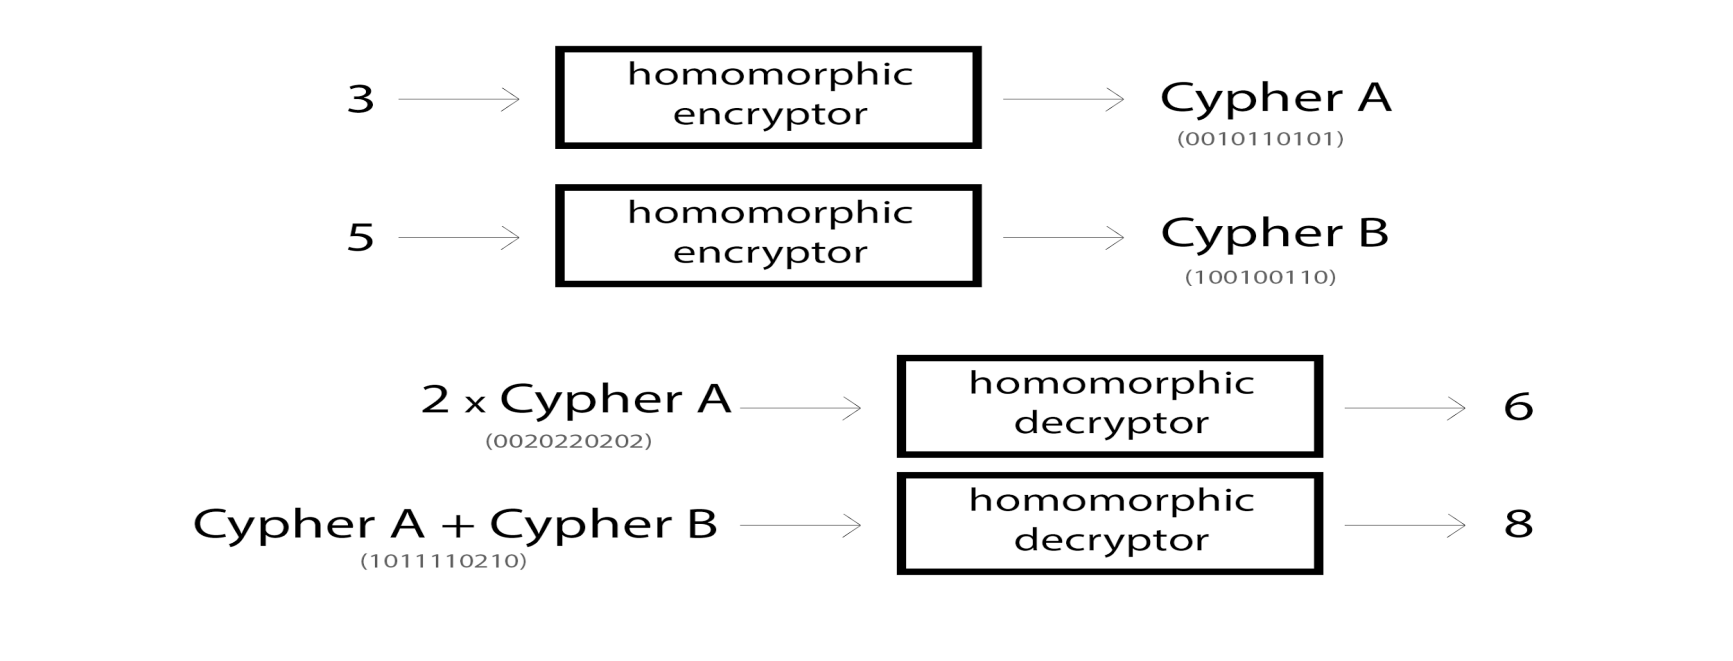 3
homomorphic
encryptor
Cypher A
(0010110101)
5
homomorphic
encryptor
Cypher B
(100100110)
2 x Cypher A
(0020220202)
homomorphic
decryptor
6
Cypher A + Cypher B
(1011110210)
homomorphic
decryptor
8